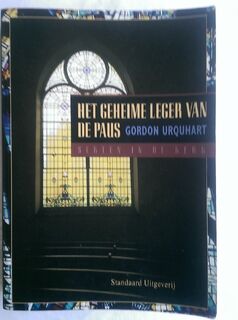 HET GEHEIME LEGER VAN
DE PAUS GORDON URQUHART
SEKTEN IN DE KERK
Standaard Uitgeverij